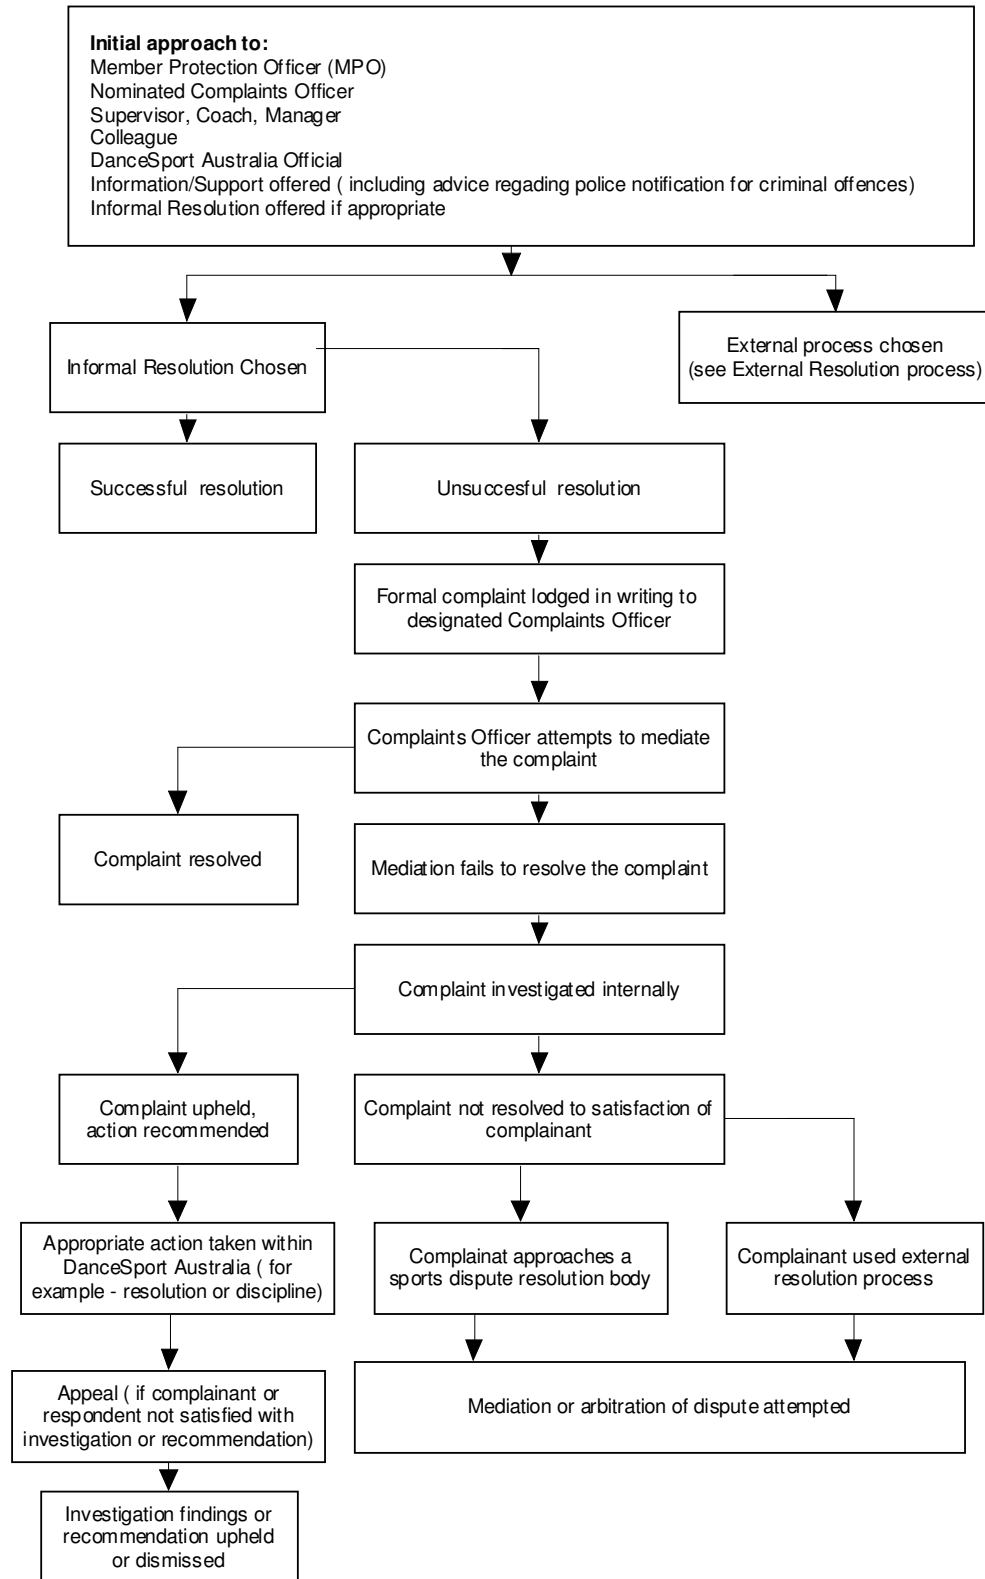 Initial approach to:
Member Protection Officer (MPO)
Nominated Complaints Officer
Supervisor, Coach, Manager
Colleague
DanceSport Australia Official
Information/Support offered ( including advice regading police notification for criminal offences)
Informal Resolution offered if appropriate
Informal Resolution Chosen
External process chosen
(see External Resolution process)
Successful resolution
Unsuccesful resolution
Formal complaint lodged in writing to
designated Complaints Officer
Complaints Officer attempts to mediate
the complaint
Complaint resolved
Mediation fails to resolve the complaint
Complaint investigated internally
Complaint upheld,
action recommended
Complaint not resolved to satisfaction of
complainant
Appropriate action taken within
DanceSport Australia ( for
example - resolution or discipline)
Complainat approaches a
sports dispute resolution body
Complainant used external
resolution process
Appeal ( if complainant or
respondent not satisfied with
investigation or recommendation)
Mediation or arbitration of dispute attempted
Investigation findings or
recommendation upheld
or dismissed